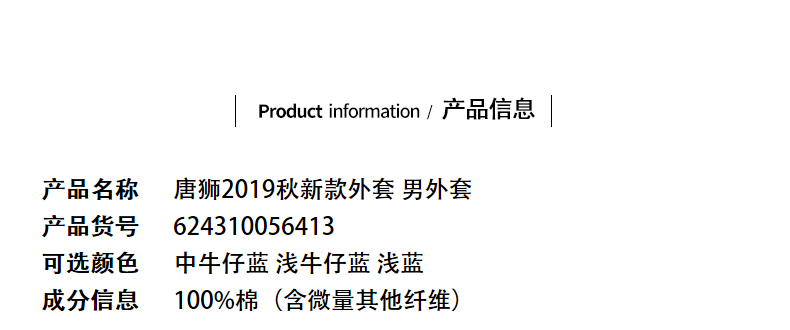 Product information / 产品信息
产品名称 唐狮2019秋新款外套 男外套
产品货号 624310056413
可选颜色 中牛仔蓝 浅牛仔蓝 浅蓝
成分信息 100%棉（含微量其他纤维）